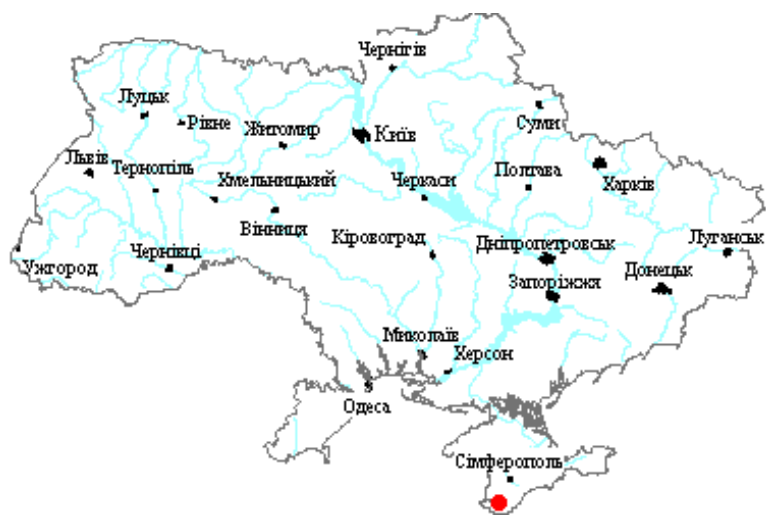 Чернігів
Луцьк
Рівне
Житомир
Київ
Суми
Львів
Тернопіль
Хмельницький
Черкаси
Полтава
Харків
Вінниця
Кіровоград
Дніпропетровськ
Луганськ
Ужгород
Чернівці
Запоріжжя
Донецьк
Миколаїв
Херсон
Одеса
Сімферополь